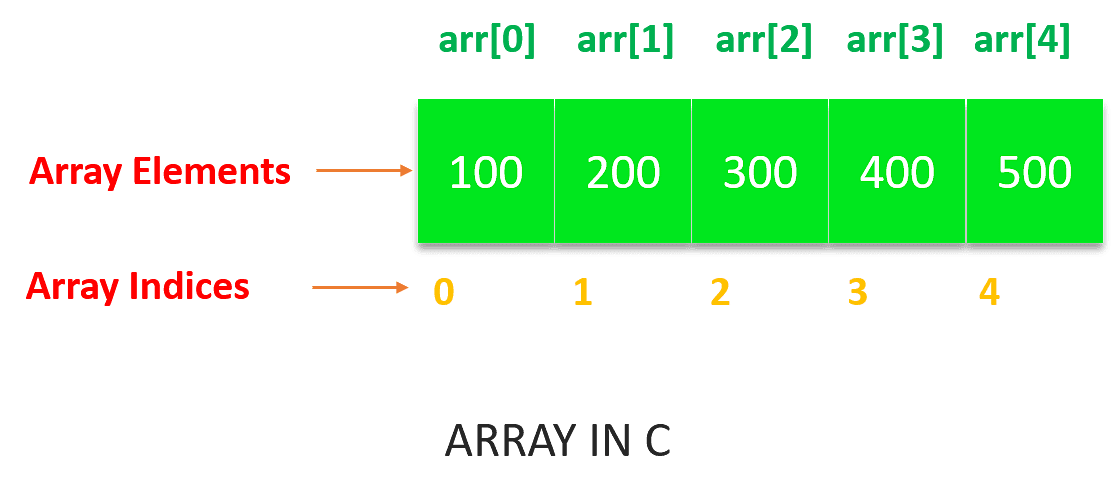 arr[0] arr[1] arr[2] arr[3] arr[4]
Array Elements 100 200 300 400 500
Array Indices 0 1 2 3 4
ARRAY IN C